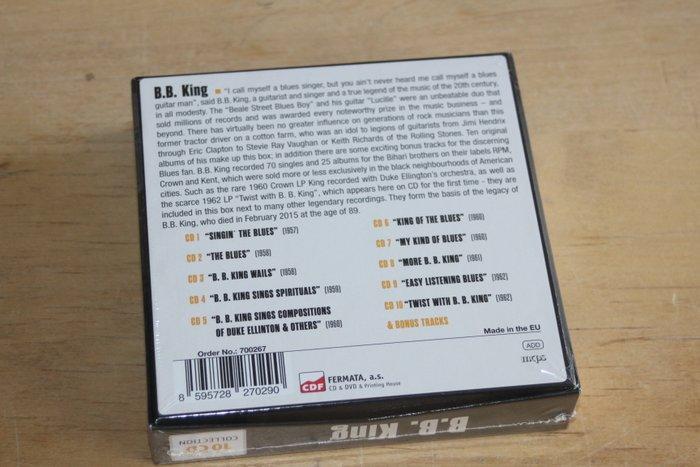 B.B. King ■ "I call myself a blues singer, but you ain't never heard me call myself a blues
guitar man", said B.B. King, a guitarist and singer and a true legend of the music of the 20th century,
in all modesty. The "Beale Street Blues Boy" and his guitar "Lucille" were an unbeatable duo that
sold millions of records and was awarded every noteworthy prize in the music business – and
beyond. There has virtually been no greater influence on generations of rock musicians than this
former tractor driver on a cotton farm, who was an idol to legions of guitarists from Jimi Hendrix
through Eric Clapton to Stevie Ray Vaughan or Keith Richards of the Rolling Stones. Ten original
albums of his make up this box; in addition there are some exciting bonus tracks for the discerning
Blues fan. B.B. King recorded 70 singles and 25 albums for the Bihari brothers on their labels RPM,
Crown and Kent, which were sold more or less exclusively in the black neighbourhoods of American
cities. Such as the rare 1960 Crown LP King recorded with Duke Ellington's orchestra, as well as
the scarce 1962 LP "Twist with B. B. King", which appears here on CD for the first time – they are
included in this box next to many other legendary recordings. They form the basis of the legacy of
B.B. King, who died in February 2015 at the age of 89.
CD 1 "SINGIN' THE BLUES" (1957)
CD 2 "THE BLUES" (1958)
CD 3 "B. B. KING WAILS" (1959)
CD 4 "B. B. KING SINGS SPIRITUALS" (1959)
CD 5 "B. B. KING SINGS COMPOSITIONS
OF DUKE ELLINTON & OTHERS" (1960)
CD 6 "KING OF THE BLUES" (1960)
CD 7 "MY KIND OF BLUES" (1960)
CD 8 "MORE B. B. KING" (1961)
CD 9 "EASY LISTENING BLUES" (1962)
CD 10 "TWIST WITH B. B. KING" (1962)
& BONUS TRACKS
Made in the EU
ADD
mcps
Order No.: 700267
8 595728 270290
CDF
FERMATA, a.s.
CD & DVD & Printing House
B.B. King
10 CD
COLLECTION